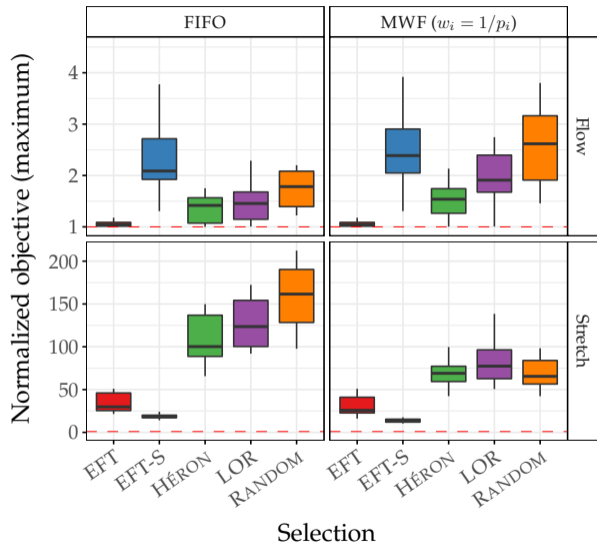 FIFO
MWF (w_i = 1/p_i)
Normalized objective (maximum)
4
3
2
1
Flow
200
150
100
50
0
Stretch
EFT
EFT-S
HÉRON
LOR
RANDOM
EFT
EFT-S
HÉRON
LOR
RANDOM
Selection